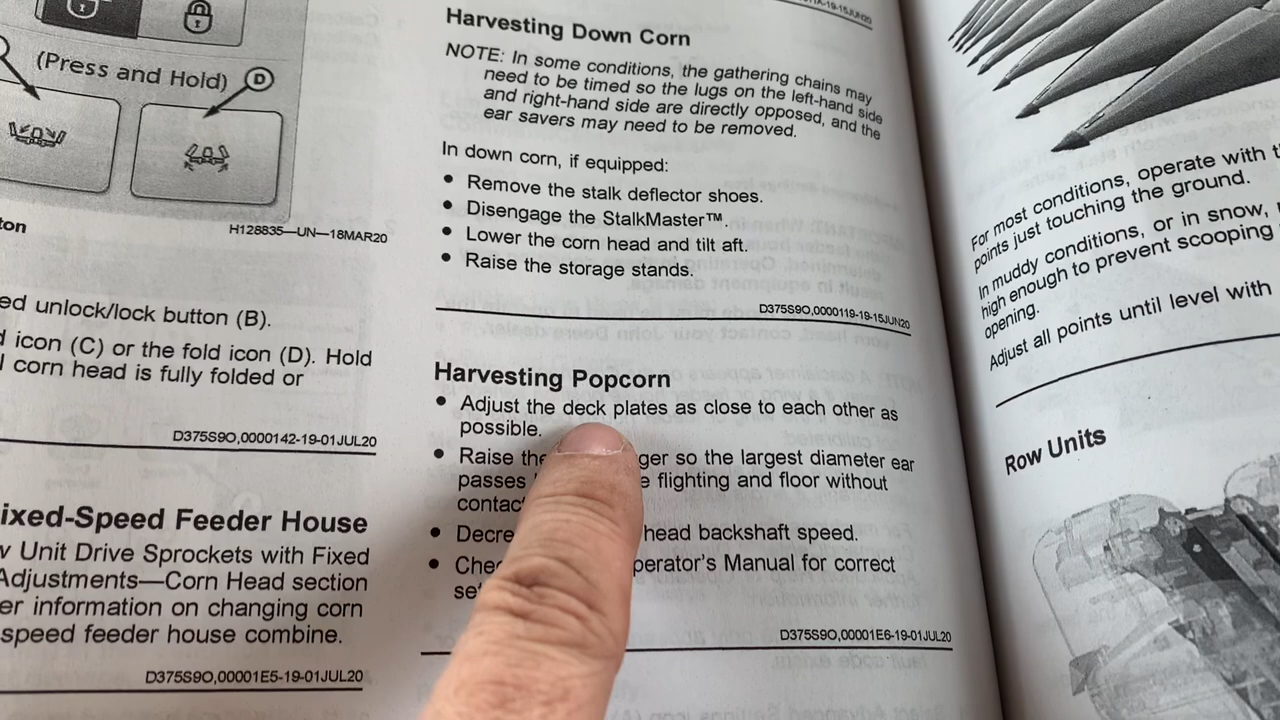 (Press and Hold) D
ton
H128835—UN—18MAR20
ed unlock/lock button (B).
d icon (C) or the fold icon (D). Hold
l corn head is fully folded or
D375S9O,0000142-19-01JUL20
ixed-Speed Feeder House
w Unit Drive Sprockets with Fixed
Adjustments—Corn Head section
er information on changing corn
speed feeder house combine.
D375S9O,00001E5-19-01JUL20
Harvesting Down Corn
NOTE: In some conditions, the gathering chains may
need to be timed so the lugs on the left-hand side
and right-hand side are directly opposed, and the
ear savers may need to be removed.
In down corn, if equipped:
• Remove the stalk deflector shoes.
• Disengage the StalkMaster™.
• Lower the corn head and tilt aft.
• Raise the storage stands.
D375S9O,0000119-19-15JUN20
Harvesting Popcorn
• Adjust the deck plates as close to each other as
possible.
• Raise the ger so the largest diameter ear
passes flighting and floor without
contac
• Decre head backshaft speed.
• Chec perator's Manual for correct
se
D375S9O,00001E6-19-01JUL20
For most conditions, operate with
points just touching the ground.
In muddy conditions, or in snow,
high enough to prevent scooping
opening.
Adjust all points until level with
Row Units